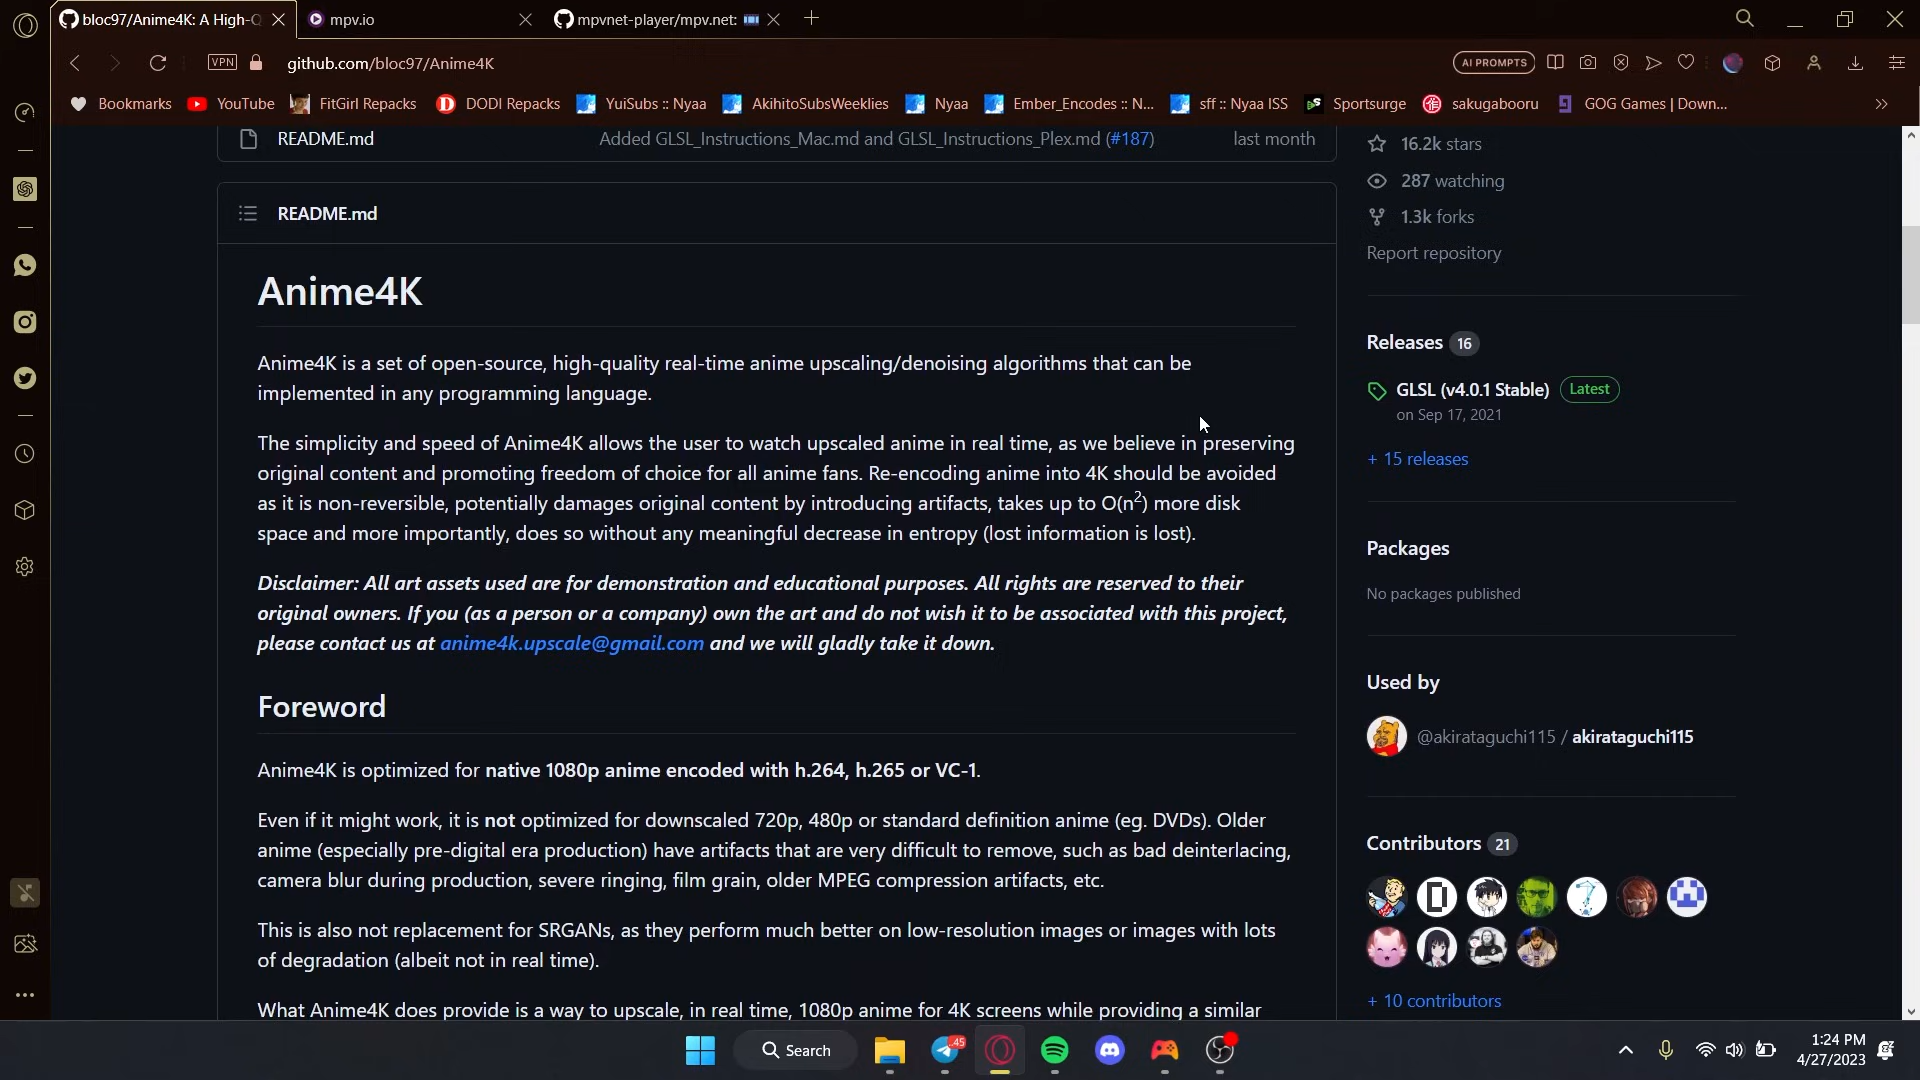 bloc97/Anime4K: A High-Q
mpv.io
mpvnet-player/mpv.net:
VPN
github.com/bloc97/Anime4K
AI PROMPTS
Bookmarks
YouTube
FitGirl Repacks
DODI Repacks
YuiSubs :: Nyaa
AkihitoSubsWeeklies
Nyaa
Ember_Encodes :: N...
sff :: Nyaa ISS
Sportsurge
sakugabooru
GOG Games | Down...
README.md
Added GLSL_Instructions_Mac.md and GLSL_Instructions_Plex.md (#187)
last month
README.md
Anime4K
Anime4K is a set of open-source, high-quality real-time anime upscaling/denoising algorithms that can be
implemented in any programming language.
The simplicity and speed of Anime4K allows the user to watch upscaled anime in real time, as we believe in preserving
original content and promoting freedom of choice for all anime fans. Re-encoding anime into 4K should be avoided
as it is non-reversible, potentially damages original content by introducing artifacts, takes up to O(n²) more disk
space and more importantly, does so without any meaningful decrease in entropy (lost information is lost).
Disclaimer: All art assets used are for demonstration and educational purposes. All rights are reserved to their
original owners. If you (as a person or a company) own the art and do not wish it to be associated with this project,
please contact us at anime4k.upscale@gmail.com and we will gladly take it down.
Foreword
Anime4K is optimized for native 1080p anime encoded with h.264, h.265 or VC-1.
Even if it might work, it is not optimized for downscaled 720p, 480p or standard definition anime (eg. DVDs). Older
anime (especially pre-digital era production) have artifacts that are very difficult to remove, such as bad deinterlacing,
camera blur during production, severe ringing, film grain, older MPEG compression artifacts, etc.
This is also not replacement for SRGANs, as they perform much better on low-resolution images or images with lots
of degradation (albeit not in real time).
What Anime4K does provide is a way to upscale, in real time, 1080p anime for 4K screens while providing a similar
16.2k stars
287 watching
1.3k forks
Report repository
Releases 16
GLSL (v4.0.1 Stable) Latest
on Sep 17, 2021
+ 15 releases
Packages
No packages published
Used by
@akirataguchi115 / akirataguchi115
Contributors 21
+ 10 contributors
Search
45
1:24 PM
4/27/2023